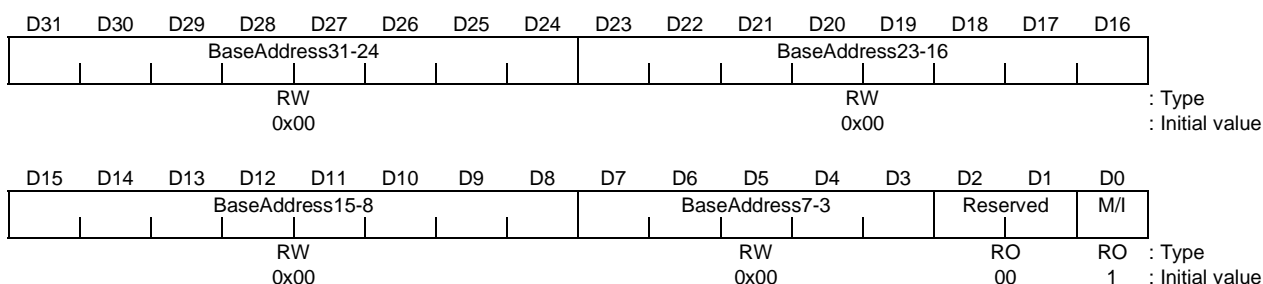 D31 D30 D29 D28 D27 D26 D25 D24 D23 D22 D21 D20 D19 D18 D17 D16
BaseAddress31-24 BaseAddress23-16
RW RW : Type
0x00 0x00 : Initial value
D15 D14 D13 D12 D11 D10 D9 D8 D7 D6 D5 D4 D3 D2 D1 D0
BaseAddress15-8 BaseAddress7-3 Reserved M/I
RW RW RO RO : Type
0x00 0x00 00 1 : Initial value